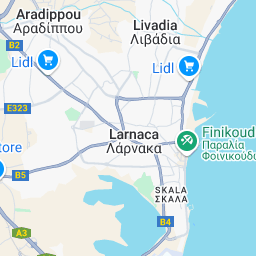 Aradippou
Αραδίππου
Livadia
Λιβάδια
B2
Lidl
Lidl
E323
Larnaca
Λάρνακα
Finikoud
Παραλία
Φοινικούδ
tore
B5
SKALA
ΣΚΑΛΑ
B4
A3